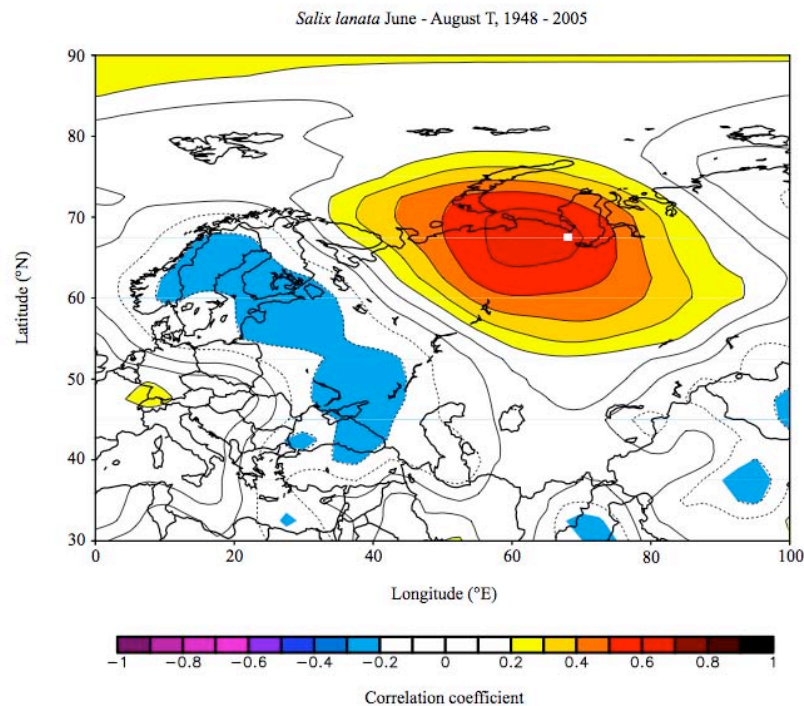 Salix lanata June - August T, 1948 - 2005
90
80
70
60
50
40
30
Latitude (°N)
0 20 40 60 80 100
Longitude (°E)
-1 -0.8 -0.6 -0.4 -0.2 0 0.2 0.4 0.6 0.8 1
Correlation coefficient